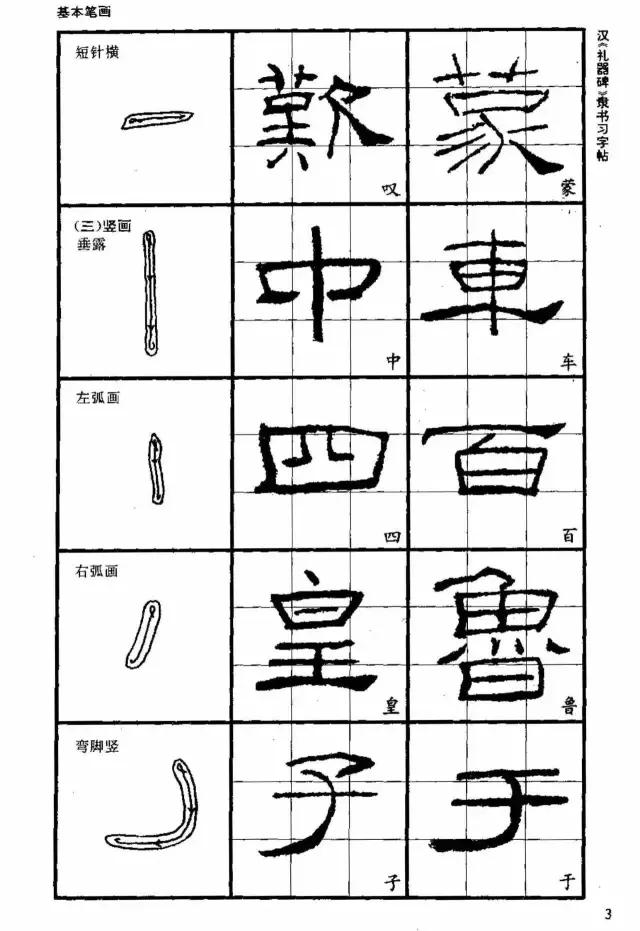 基本笔画
汉《礼器碑》隶书习字帖
短针横
歎
叹
蒙
蒙
(三)竖画
垂露
中
中
車
车
左弧画
四
四
百
百
右弧画
皇
皇
魯
鲁
弯脚竖
子
子
于
于
3